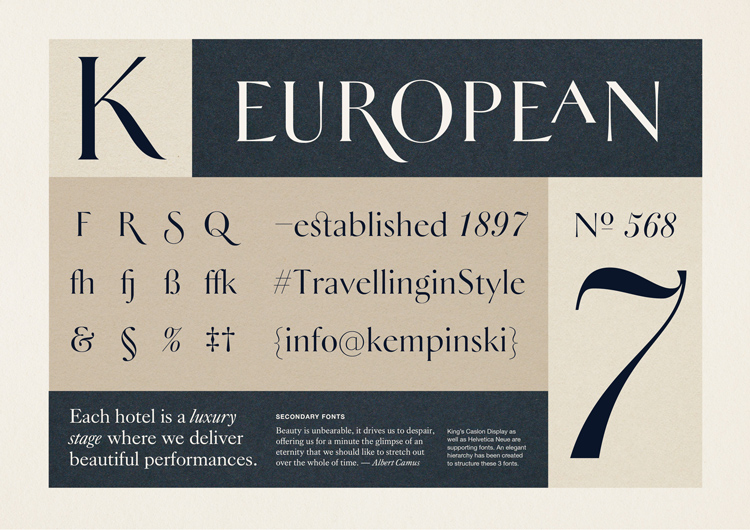 K
EUROPEAN
F R S Q
fh fj ß ffk
& § % ‡†
—established 1897
#TravellinginStyle
{info@kempinski}
Nº 568
7
Each hotel is a luxury
stage where we deliver
beautiful performances.
SECONDARY FONTS
Beauty is unbearable, it drives us to despair,
offering us for a minute the glimpse of an
eternity that we should like to stretch out
over the whole of time. — Albert Camus
King's Caslon Display as
well as Helvetica Neue are
supporting fonts. An elegant
hierarchy has been created
to structure these 3 fonts.